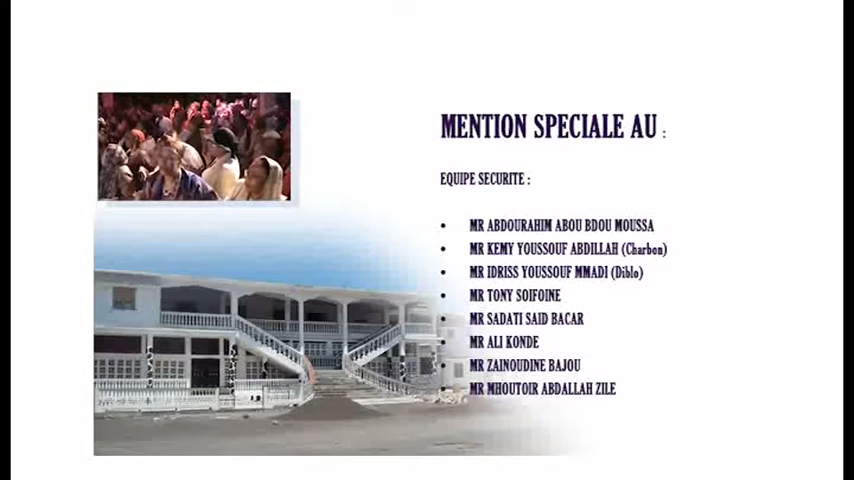 MENTION SPECIALE AU :
EQUIPE SECURITE :
• MR ABDOURAHIM ABOU BDOU MOUSSA
• MR KEMY YOUSSOUF ABDILLAH (Charbon)
• MR IDRISS YOUSSOUF MMADI (Diblo)
• MR TONY SOIFOINE
• MR SADATI SAID BACAR
• MR ALI KONDE
• MR ZAINOUDINE BAJOU
• MR MHOUTOIR ABDALLAH ZILE